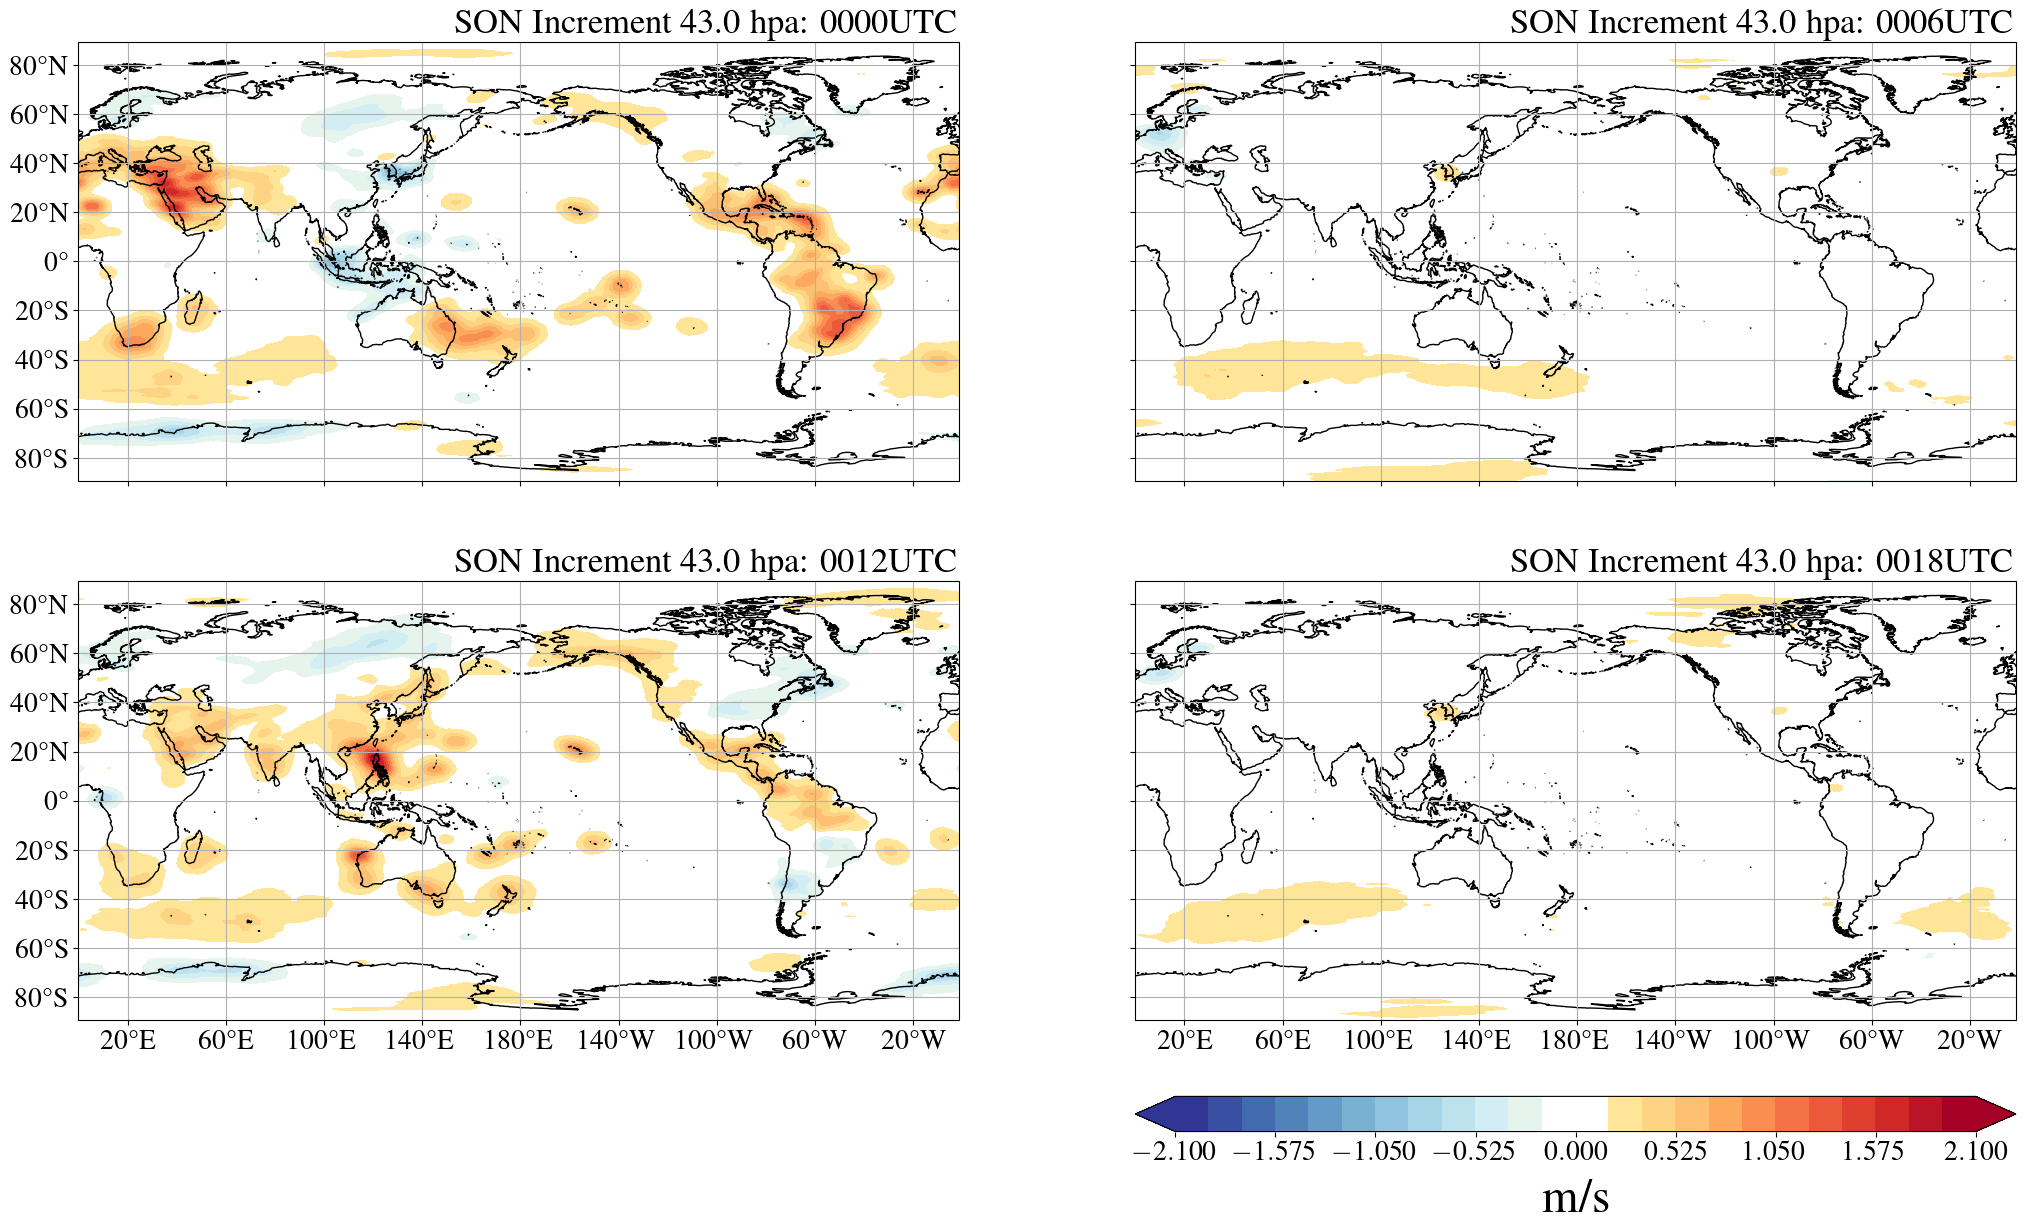 SON Increment 43.0 hpa: 0000UTC
SON Increment 43.0 hpa: 0006UTC
80°N
60°N
40°N
20°N
0°
20°S
40°S
60°S
80°S
SON Increment 43.0 hpa: 0012UTC
SON Increment 43.0 hpa: 0018UTC
80°N
60°N
40°N
20°N
0°
20°S
40°S
60°S
80°S
20°E 60°E 100°E 140°E 180°E 140°W 100°W 60°W 20°W
20°E 60°E 100°E 140°E 180°E 140°W 100°W 60°W 20°W
−2.100 −1.575 −1.050 −0.525 0.000 0.525 1.050 1.575 2.100
m/s